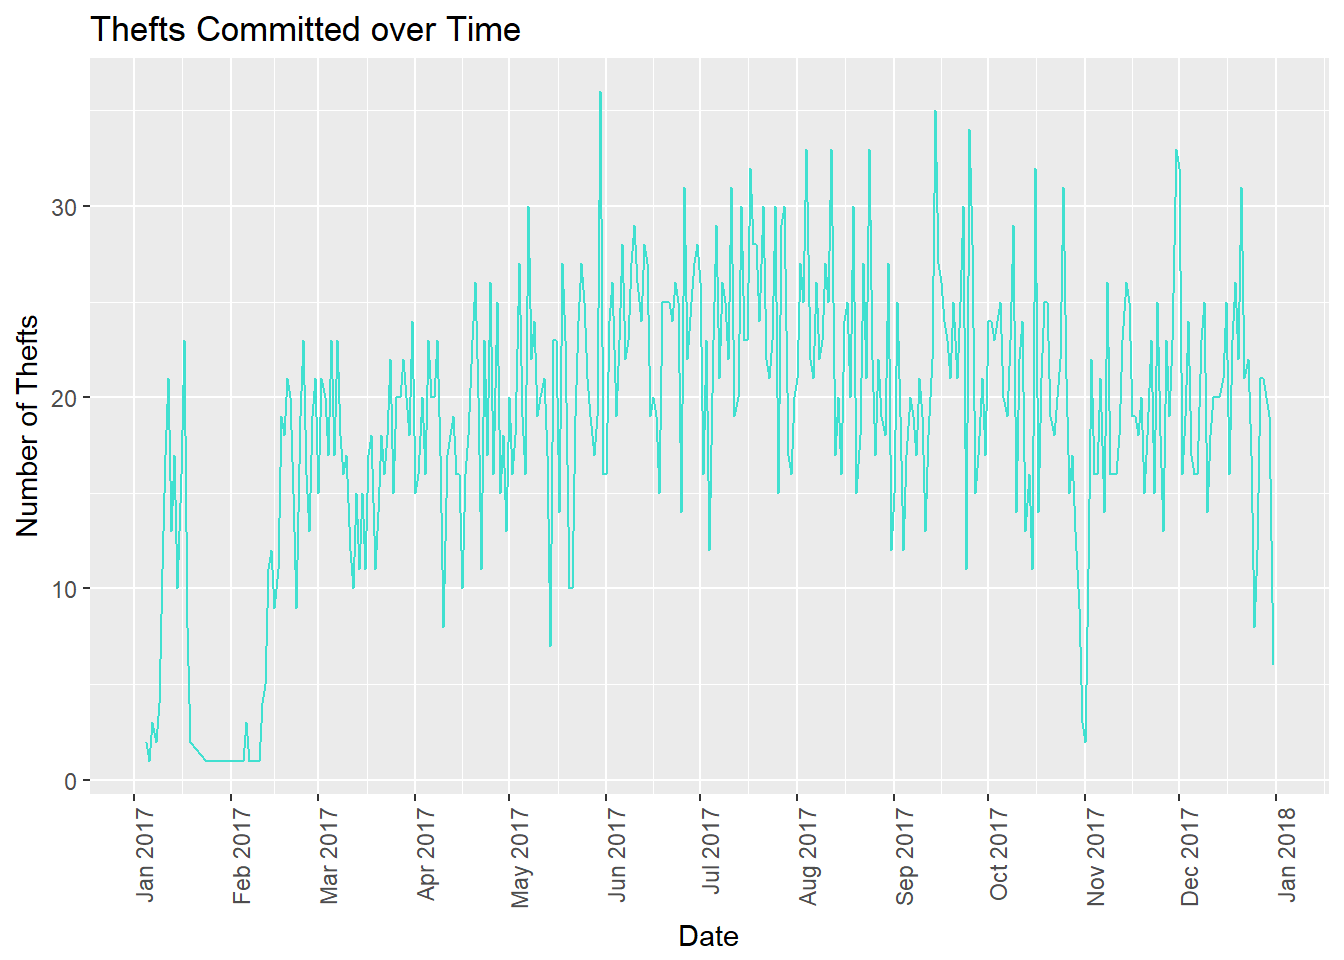 Thefts Committed over Time
Number of Thefts
30
20
10
0
Jan 2017
Feb 2017
Mar 2017
Apr 2017
May 2017
Jun 2017
Jul 2017
Aug 2017
Sep 2017
Oct 2017
Nov 2017
Dec 2017
Jan 2018
Date